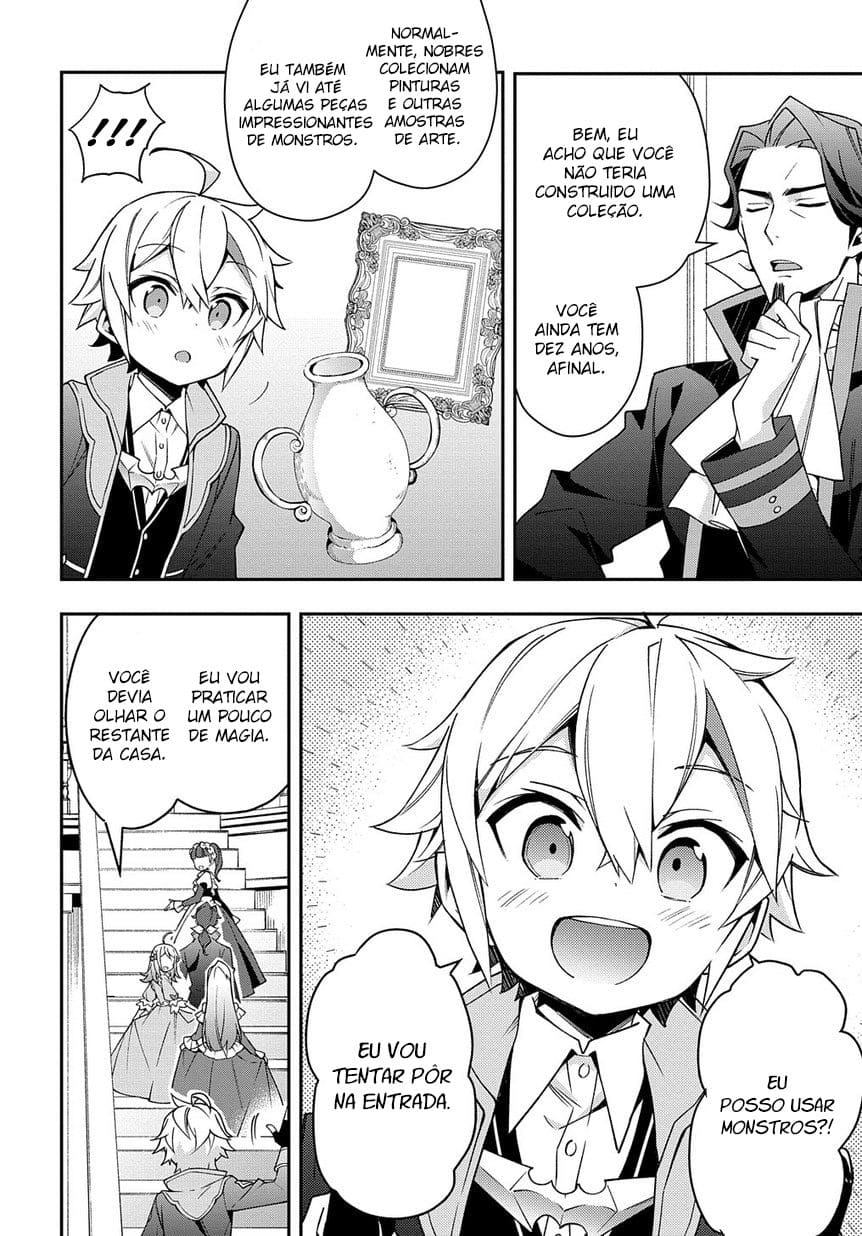 BEM, EU
ACHO QUE VOCÊ
NÃO TERIA
CONSTRUIDO UMA
COLEÇÃO.
VOCÊ
AINDA TEM
DEZ ANOS,
AFINAL.
NORMAL-
MENTE, NOBRES
COLECIONAM
PINTURAS
E OUTRAS
AMOSTRAS
DE ARTE.
EU TAMBÉM
JÁ VI ATÉ
ALGUMAS PEÇAS
IMPRESSIONANTES
DE MONSTROS.
!!!
EU
POSSO USAR
MONSTROS?!
EU VOU
TENTAR PÔR
NA ENTRADA.
EU VOU
PRATICAR
UM POUCO
DE MAGIA.
VOCÊ
DEVIA
OLHAR O
RESTANTE
DA CASA.